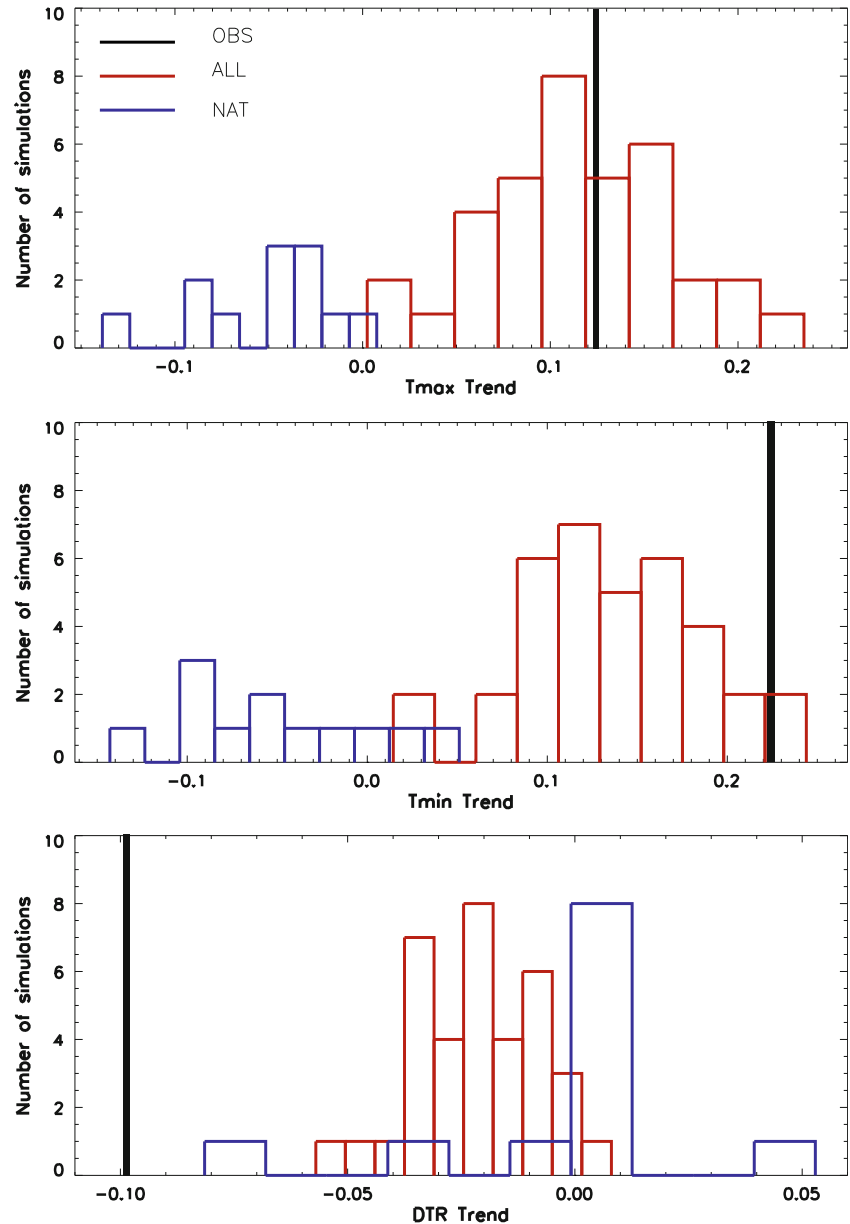 10
8
6
4
2
0
Number of simulations
OBS
ALL
NAT
-0.1 0.0 0.1 0.2
Tmax Trend
10
8
6
4
2
0
Number of simulations
-0.1 0.0 0.1 0.2
Tmin Trend
10
8
6
4
2
0
Number of simulations
-0.10 -0.05 0.00 0.05
DTR Trend